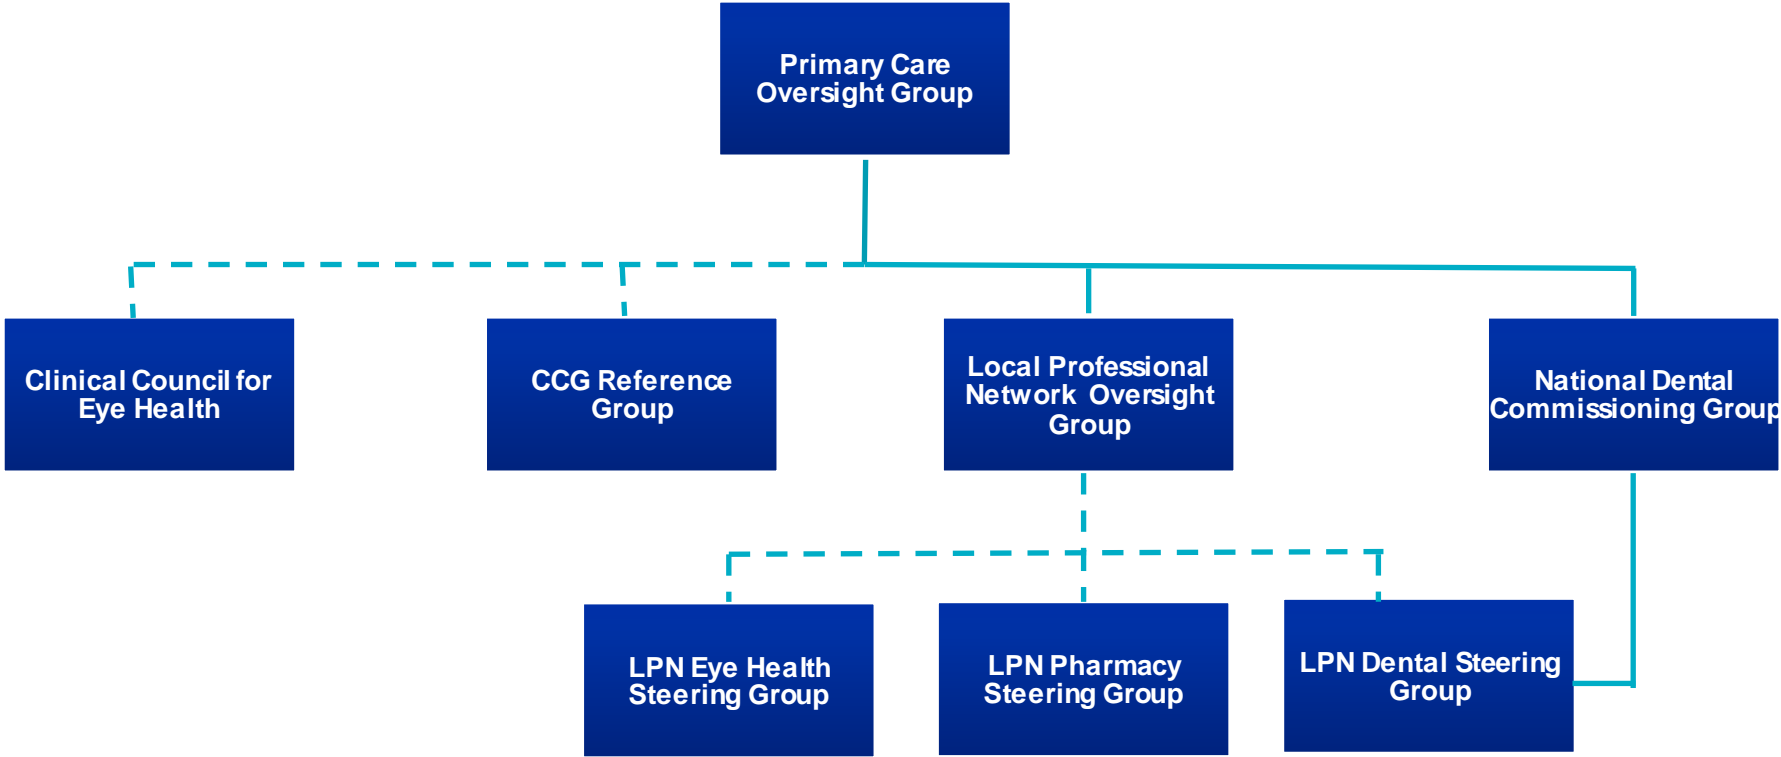 Primary Care
Oversight Group
Clinical Council for
Eye Health
CCG Reference
Group
Local Professional
Network Oversight
Group
National Dental
Commissioning Group
LPN Eye Health
Steering Group
LPN Pharmacy
Steering Group
LPN Dental Steering
Group